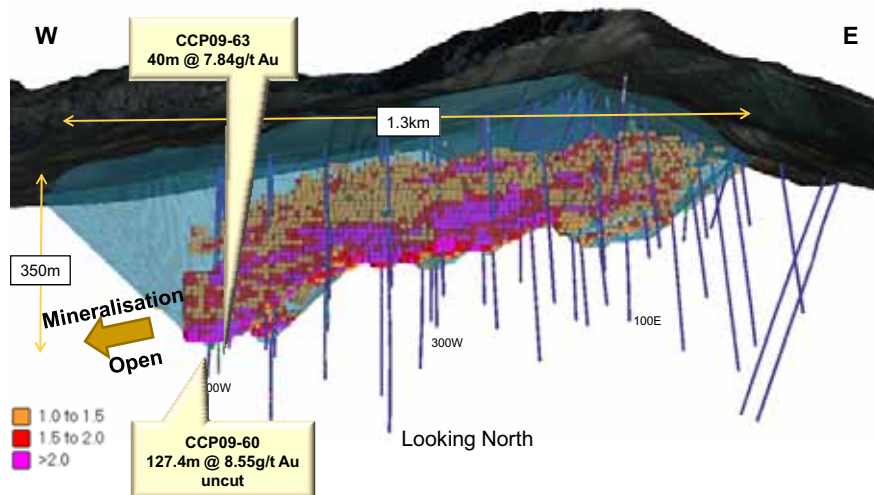 W
CCP09-63
40m @ 7.84g/t Au
E
1.3km
350m
Mineralisation
Open
100E
300W
00W
1.0 to 1.5
1.5 to 2.0
>2.0
CCP09-60
127.4m @ 8.55g/t Au
uncut
Looking North